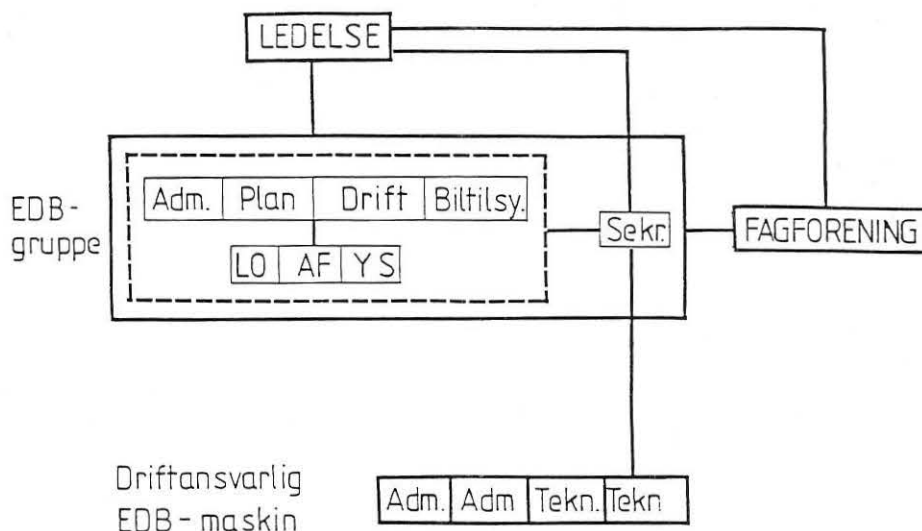 LEDELSE
EDB-
gruppe
Adm. Plan Drift Biltilsy.
LO AF YS
Sekr.
FAGFORENING
Driftansvarlig
EDB-maskin
Adm. Adm Tekn. Tekn